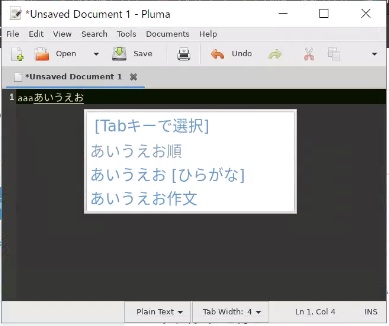 *Unsaved Document 1 - Pluma
File Edit View Search Tools Documents Help
Open Save Undo
*Unsaved Document 1
1 aaaあいうえお
[Tabキーで選択]
あいうえお順
あいうえお [ひらがな]
あいうえお作文
Plain Text Tab Width: 4 Ln 1, Col 4 INS